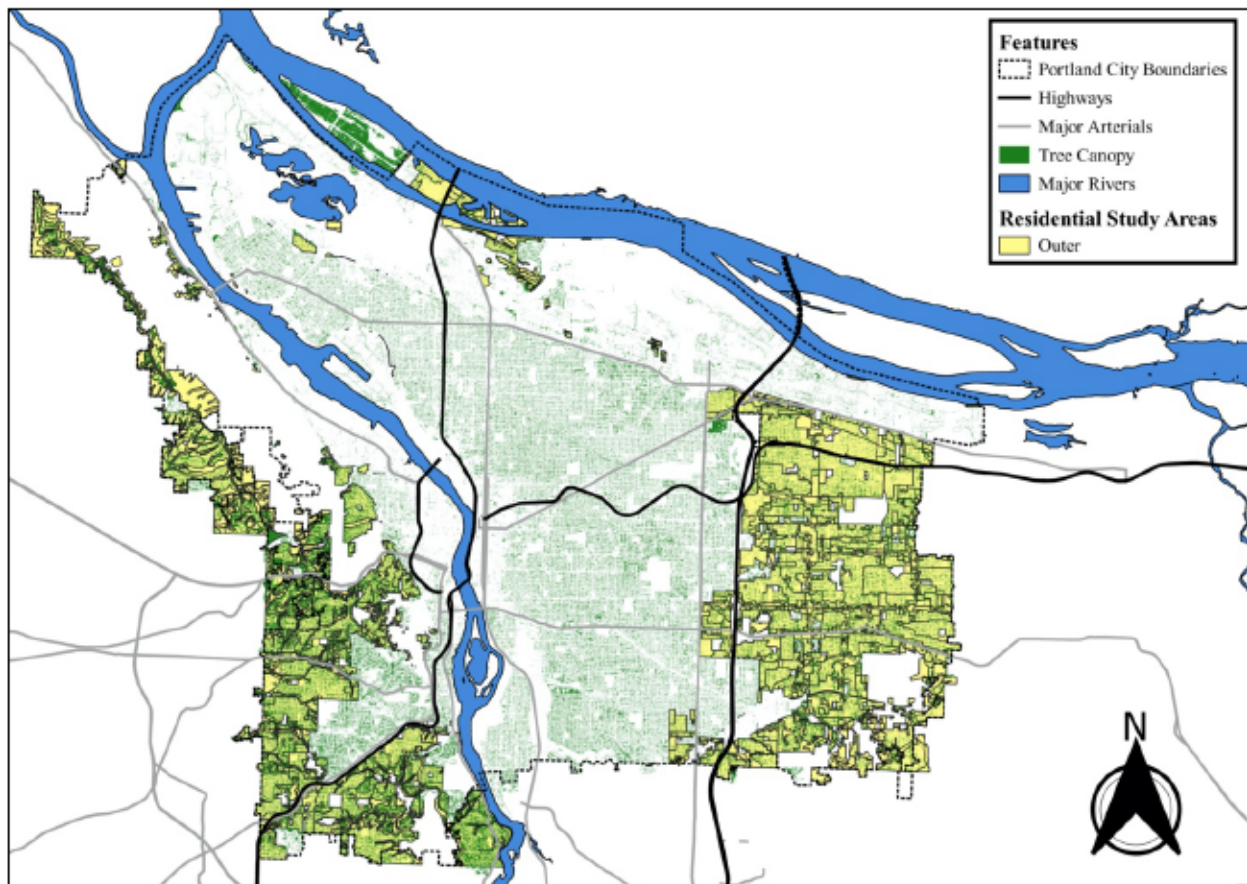 Features
Portland City Boundaries
Highways
Major Arterials
Tree Canopy
Major Rivers
Residential Study Areas
Outer
N